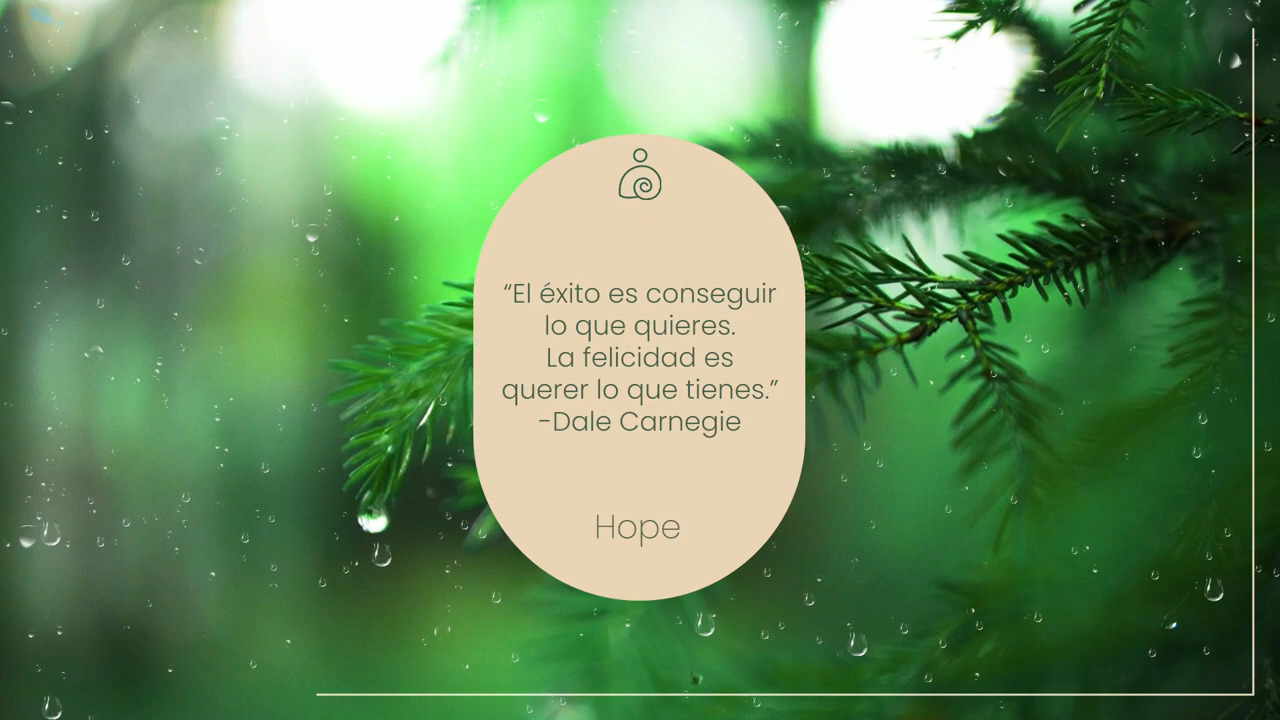 “El éxito es conseguir
lo que quieres.
La felicidad es
querer lo que tienes.”
-Dale Carnegie
Hope